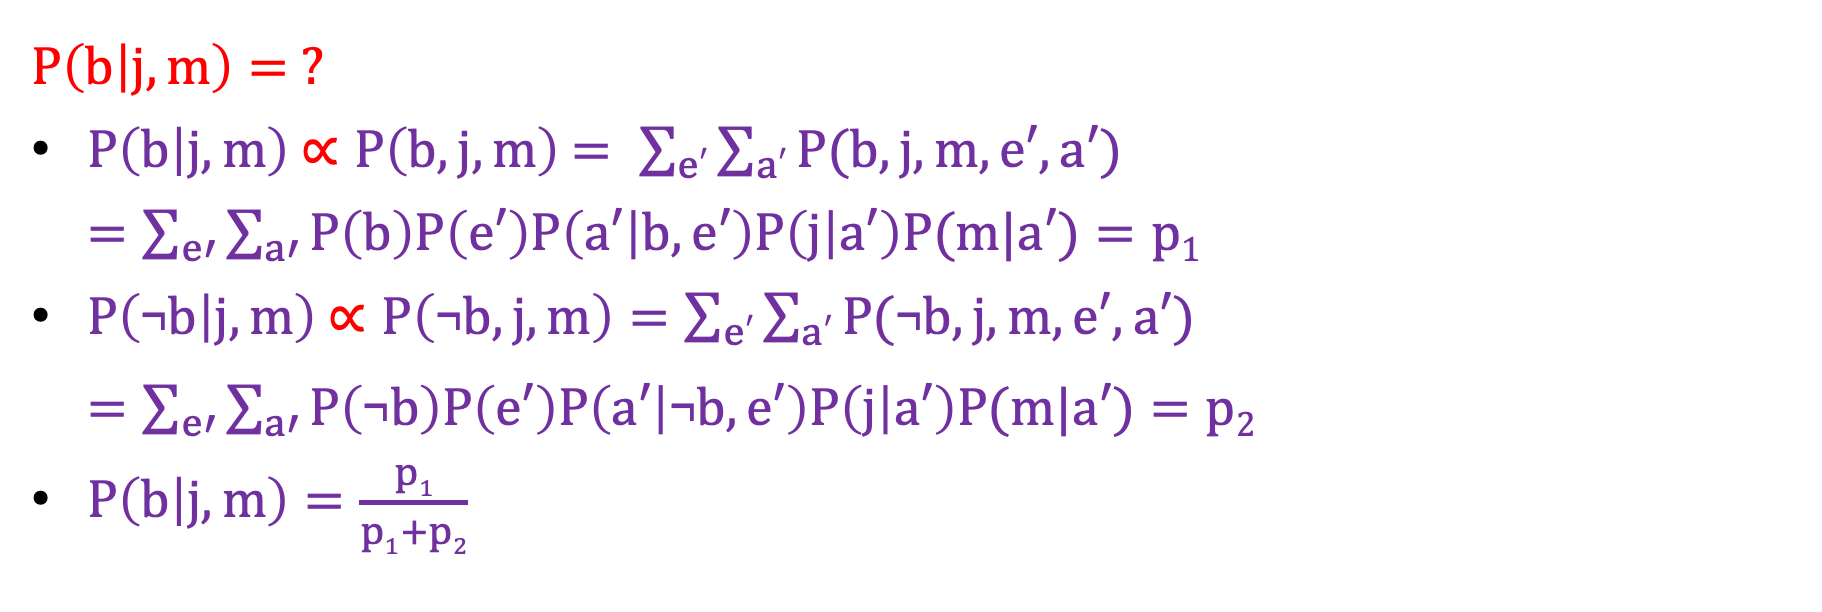 P(b|j, m) = ?
• P(b|j, m) ∝ P(b, j, m) = ∑ₑ′ ∑ₐ′ P(b, j, m, e′, a′)
= ∑ₑ′ ∑ₐ′ P(b)P(e′)P(a′|b, e′)P(j|a′)P(m|a′) = p₁
• P(¬b|j, m) ∝ P(¬b, j, m) = ∑ₑ′ ∑ₐ′ P(¬b, j, m, e′, a′)
= ∑ₑ′ ∑ₐ′ P(¬b)P(e′)P(a′|¬b, e′)P(j|a′)P(m|a′) = p₂
• P(b|j, m) = p₁/(p₁+p₂)